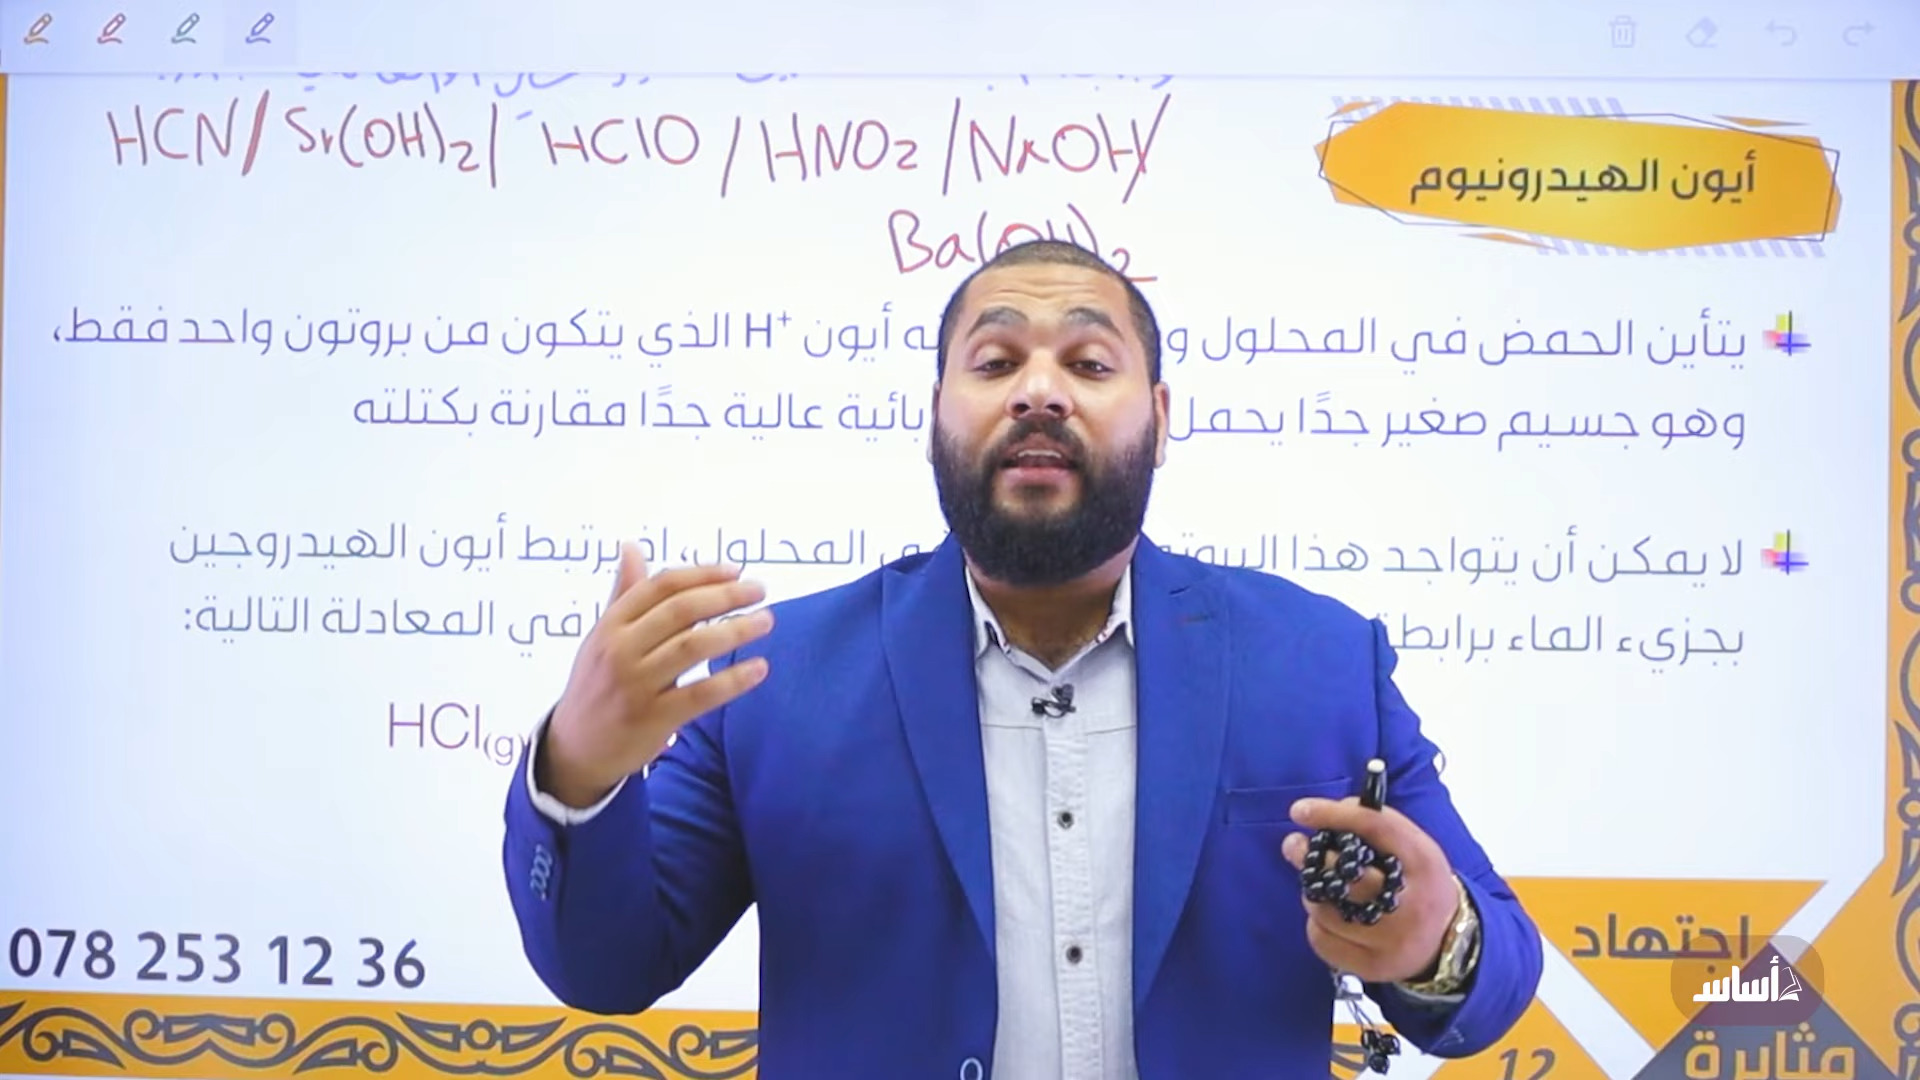 HCN / Sr(OH)2 / HClO / HNO2 / NaOH /
Ba(OH)2
أيون الهيدرونيوم
يتأين الحمض في المحلول أيون H+ الذي يتكون من بروتون واحد فقط،
وهو جسيم صغير جدًا يحمل عالية جدًا مقارنة بكتلته
لا يمكن أن يتواجد هذا المحلول، إذ يرتبط أيون الهيدروجين
بجزيء الماء في المعادلة التالية:
HCl(g)
078 253 12 36
اجتهاد
أساس
مثابرة
12